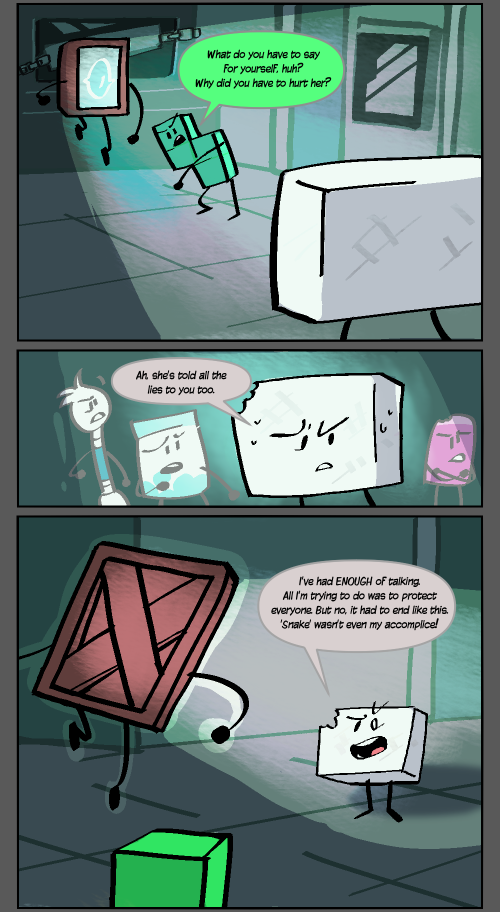 What do you have to say
For yourself, huh?
Why did you have to hurt her?
Ah, she's told all the
lies to you too.
I've had ENOUGH of talking.
All I'm trying to do was to protect
everyone. But no, it had to end like this.
'Snake' wasn't even my accomplice!